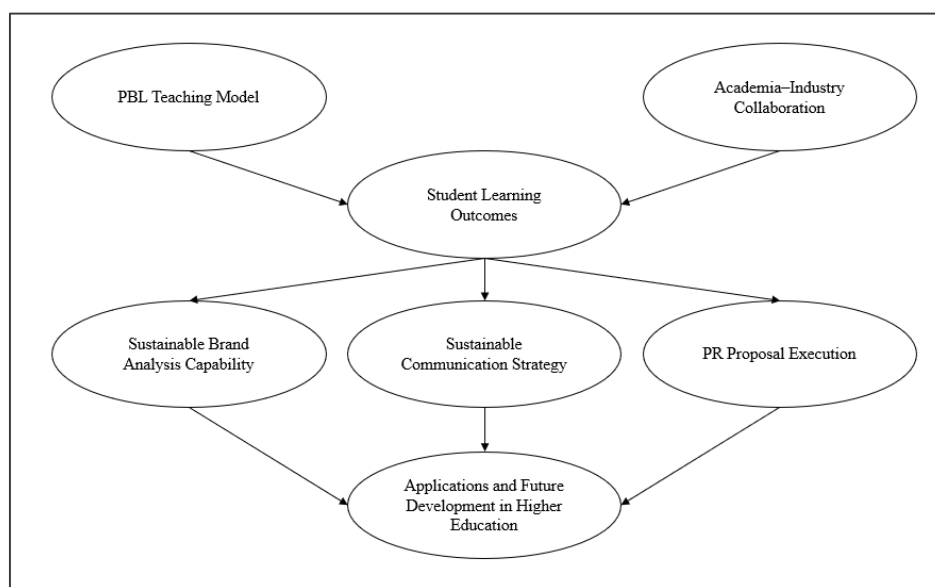 PBL Teaching Model
Academia–Industry
Collaboration
Student Learning
Outcomes
Sustainable Brand
Analysis Capability
Sustainable
Communication Strategy
PR Proposal Execution
Applications and Future
Development in Higher
Education